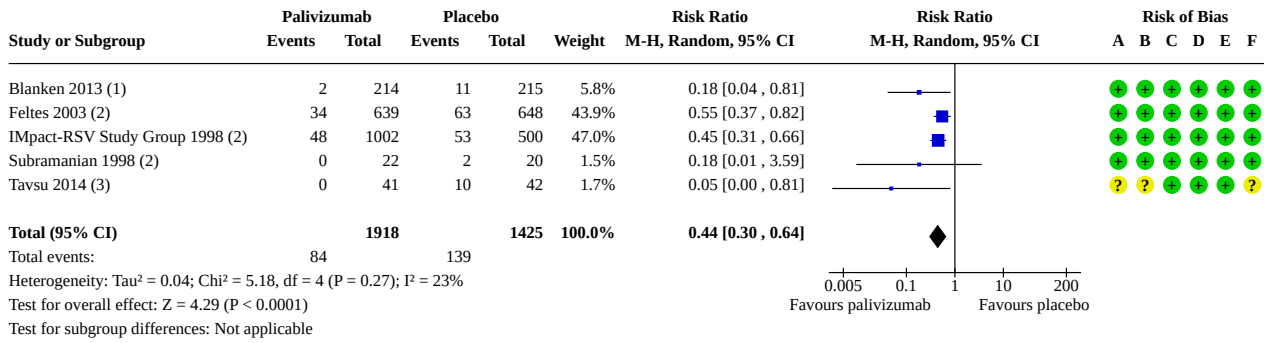 Palivizumab Placebo Risk Ratio Risk Ratio Risk of Bias
Study or Subgroup Events Total Events Total Weight M-H, Random, 95% CI M-H, Random, 95% CI A B C D E F
Blanken 2013 (1) 2 214 11 215 5.8% 0.18 [0.04 , 0.81] + + + + + +
Feltes 2003 (2) 34 639 63 648 43.9% 0.55 [0.37 , 0.82] + + + + + +
IMpact-RSV Study Group 1998 (2) 48 1002 53 500 47.0% 0.45 [0.31 , 0.66] + + + + + +
Subramanian 1998 (2) 0 22 2 20 1.5% 0.18 [0.01 , 3.59] + + + + + +
Tavsu 2014 (3) 0 41 10 42 1.7% 0.05 [0.00 , 0.81] ? ? + + + ?
Total (95% CI) 1918 1425 100.0% 0.44 [0.30 , 0.64]
Total events: 84 139
Heterogeneity: Tau² = 0.04; Chi² = 5.18, df = 4 (P = 0.27); I² = 23%
0.005 0.1 1 10 200
Test for overall effect: Z = 4.29 (P < 0.0001)
Favours palivizumab Favours placebo
Test for subgroup differences: Not applicable